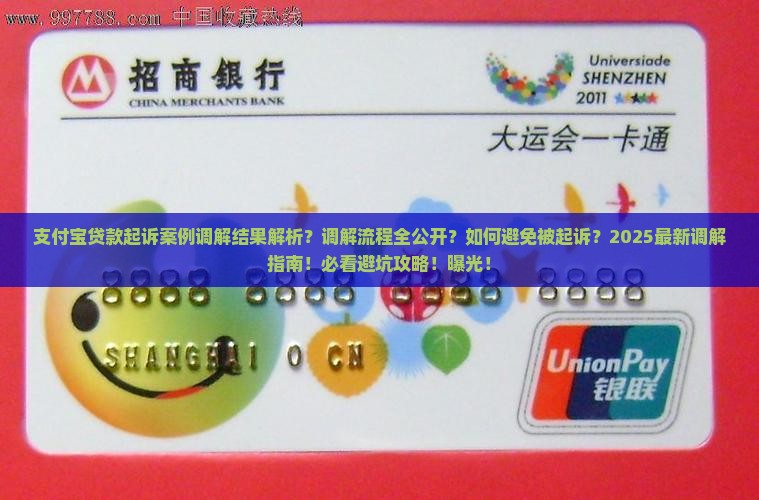 www.997788.com 中国收藏热线
招商银行
CHINA MERCHANTS BANK
Universiade
SHENZHEN
2011
大运会一卡通
支付宝贷款起诉案例调解结果解析？调解流程全公开？如何避免被起诉？2025最新调解
指南！必看避坑攻略！曝光！
8888 8888 8888 8888
SHANGHAI 0 CN
UnionPay
银联